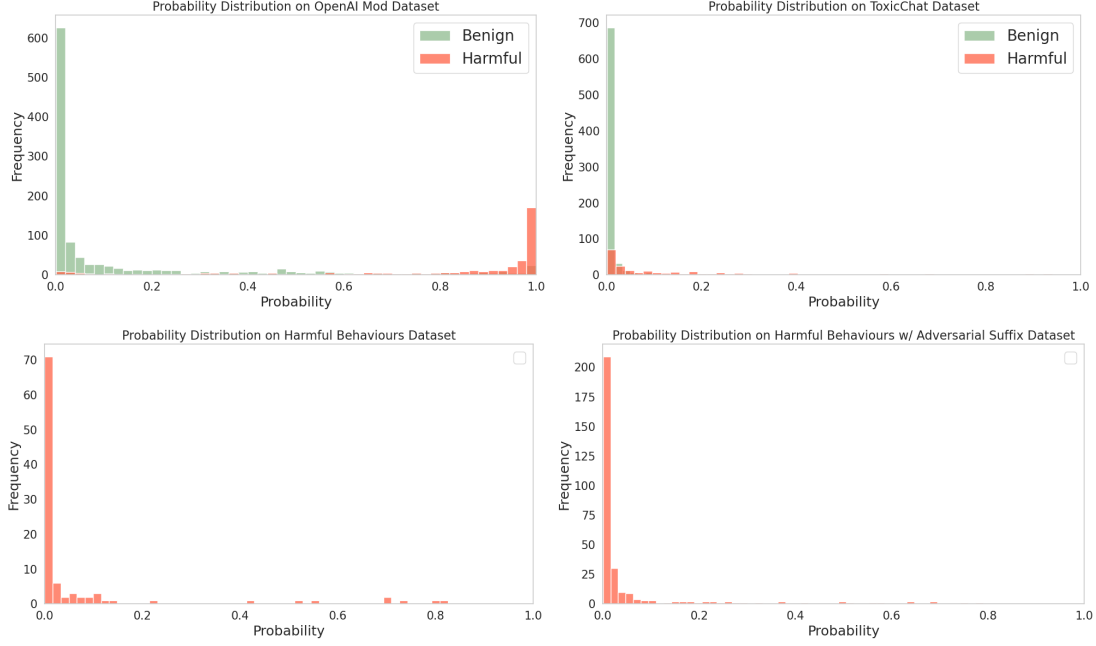 Probability Distribution on OpenAI Mod Dataset
Benign
Harmful
Frequency
600
500
400
300
200
100
0
0.0 0.2 0.4 0.6 0.8 1.0
Probability
Probability Distribution on ToxicChat Dataset
Benign
Harmful
Frequency
700
600
500
400
300
200
100
0
0.0 0.2 0.4 0.6 0.8 1.0
Probability
Probability Distribution on Harmful Behaviours Dataset
Frequency
70
60
50
40
30
20
10
0
0.0 0.2 0.4 0.6 0.8 1.0
Probability
Probability Distribution on Harmful Behaviours w/ Adversarial Suffix Dataset
Frequency
200
175
150
125
100
75
50
25
0
0.0 0.2 0.4 0.6 0.8 1.0
Probability